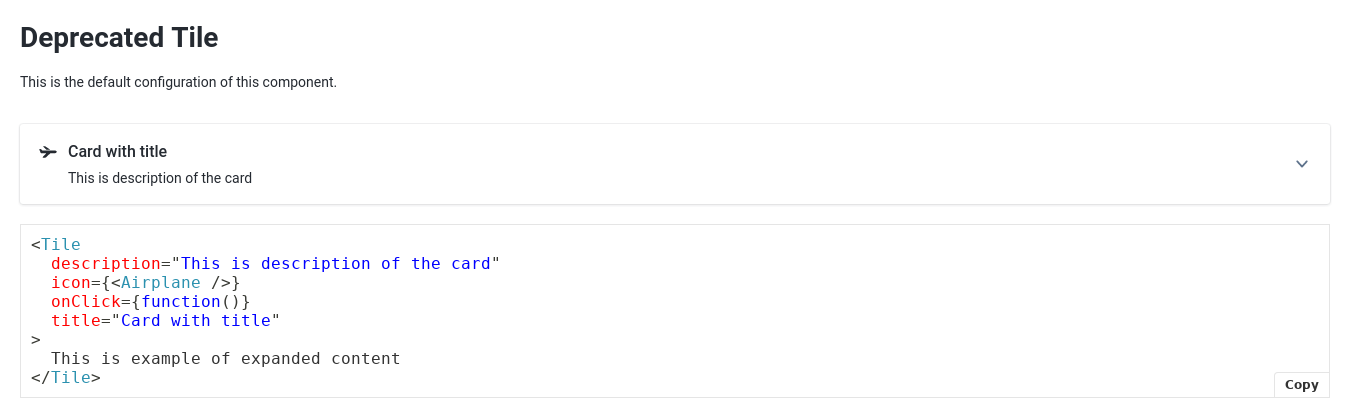 Deprecated Tile
This is the default configuration of this component.
Card with title
This is description of the card
<Tile
  description="This is description of the card"
  icon={<Airplane />}
  onClick={function()}
  title="Card with title"
>
  This is example of expanded content
</Tile>
Copy